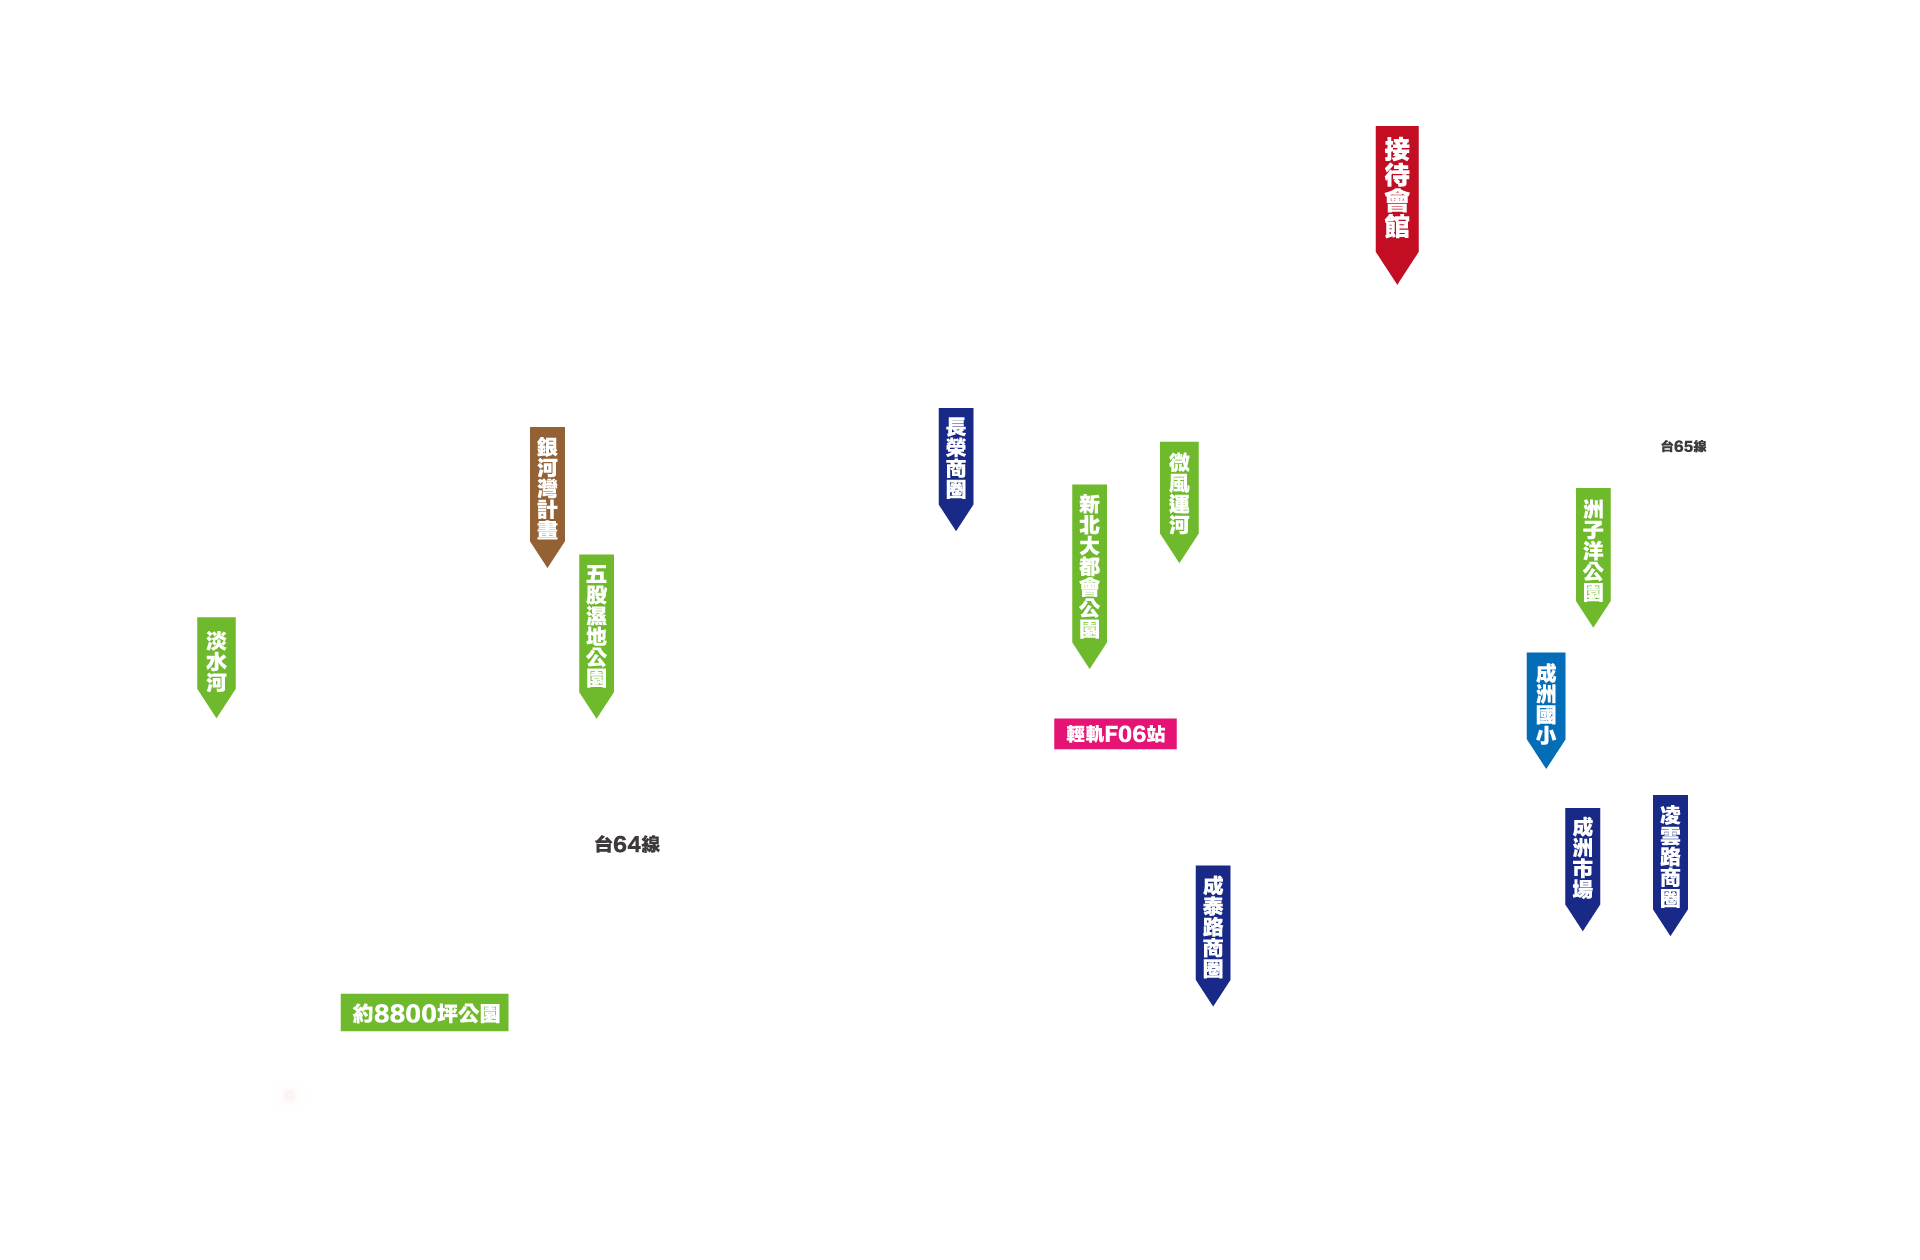 接待會館
長榮商圈
銀河灣計畫
微風運河
台65線
新北大都會公園
洲子洋公園
五股濕地公園
淡水河
成洲國小
輕軌F06站
凌雲路商圈
成洲市場
台64線
成泰路商圈
約8800坪公園